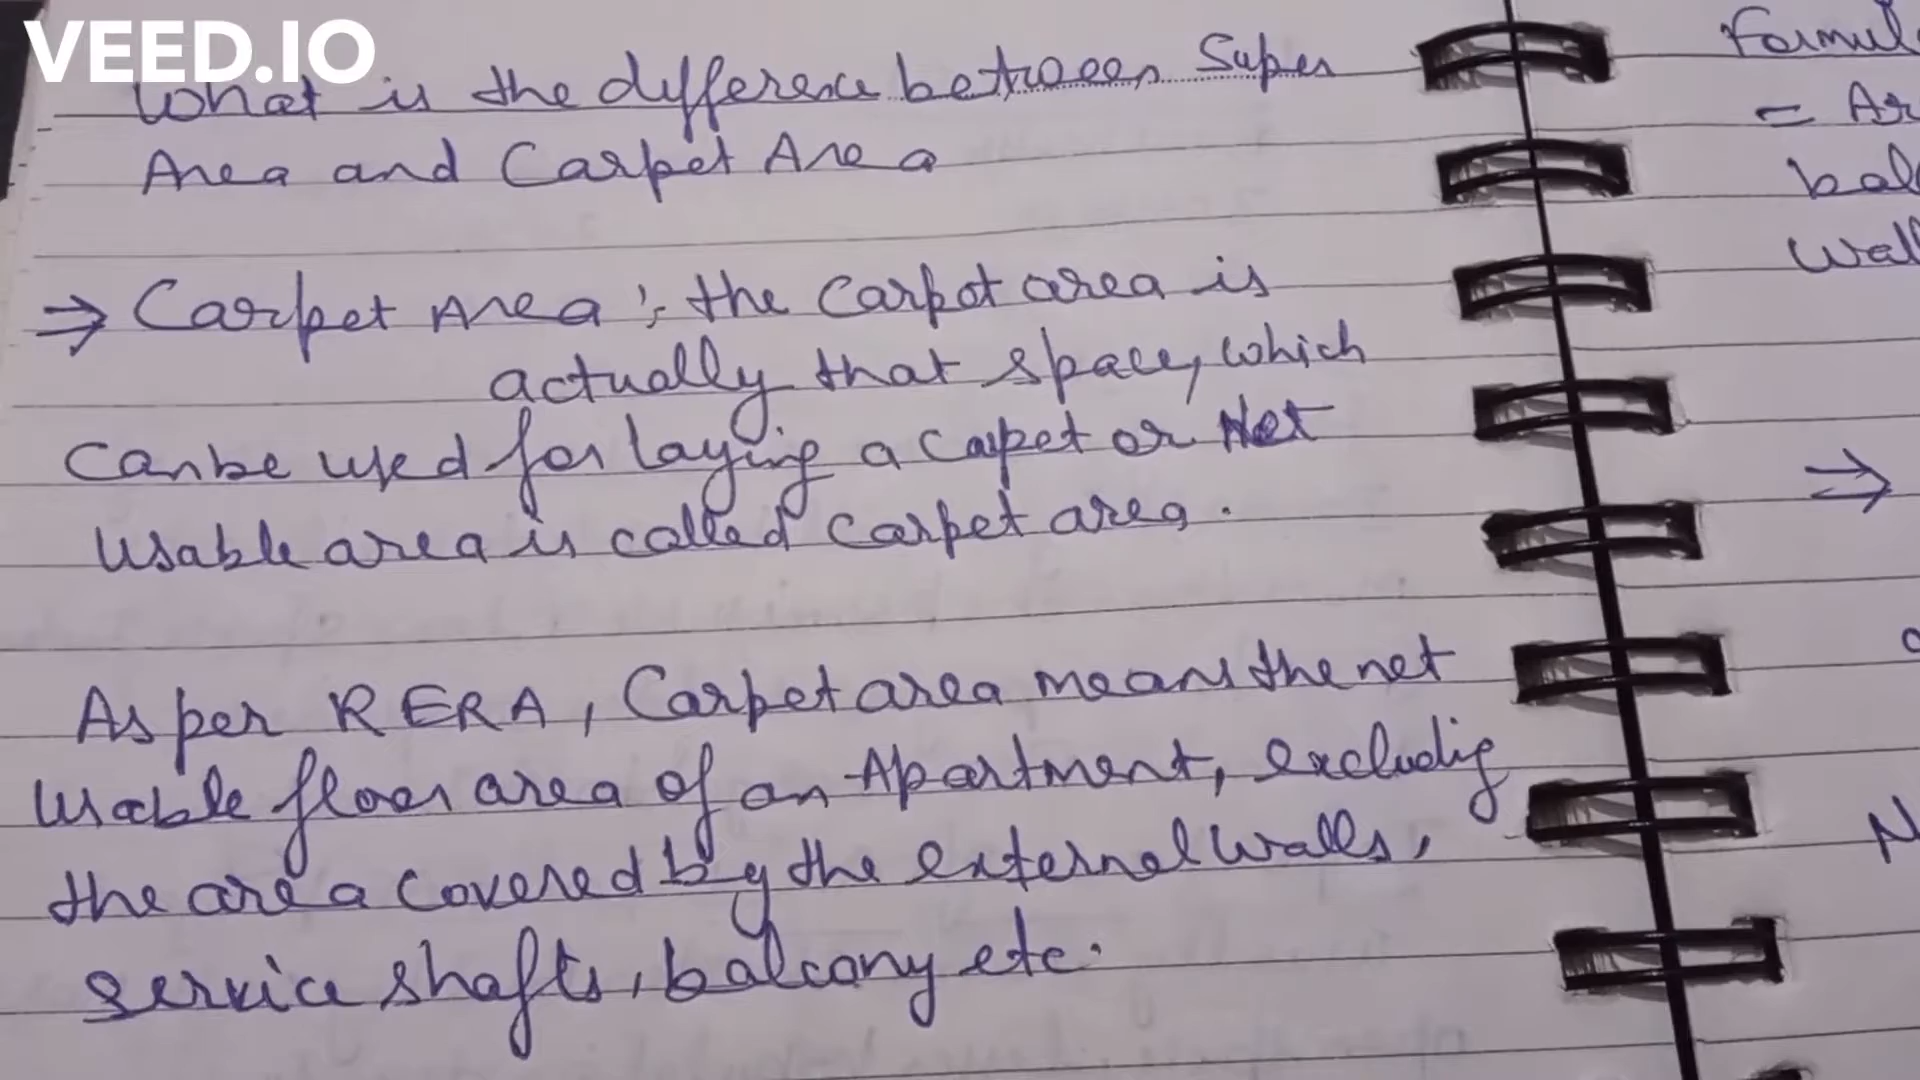 VEED.IO
What is the difference between Super
Area and Carpet Area
⇒ Carpet Area :- the Carpet area is
actually that space, which
can be used for laying a carpet or Net
Usable area is called Carpet area.
As per RERA, Carpet area means the net
Usable floor area of an Apartment, excluding
the area covered by the external walls,
service shafts, balcony etc.
= Ar
bal
Wall
⇒
N